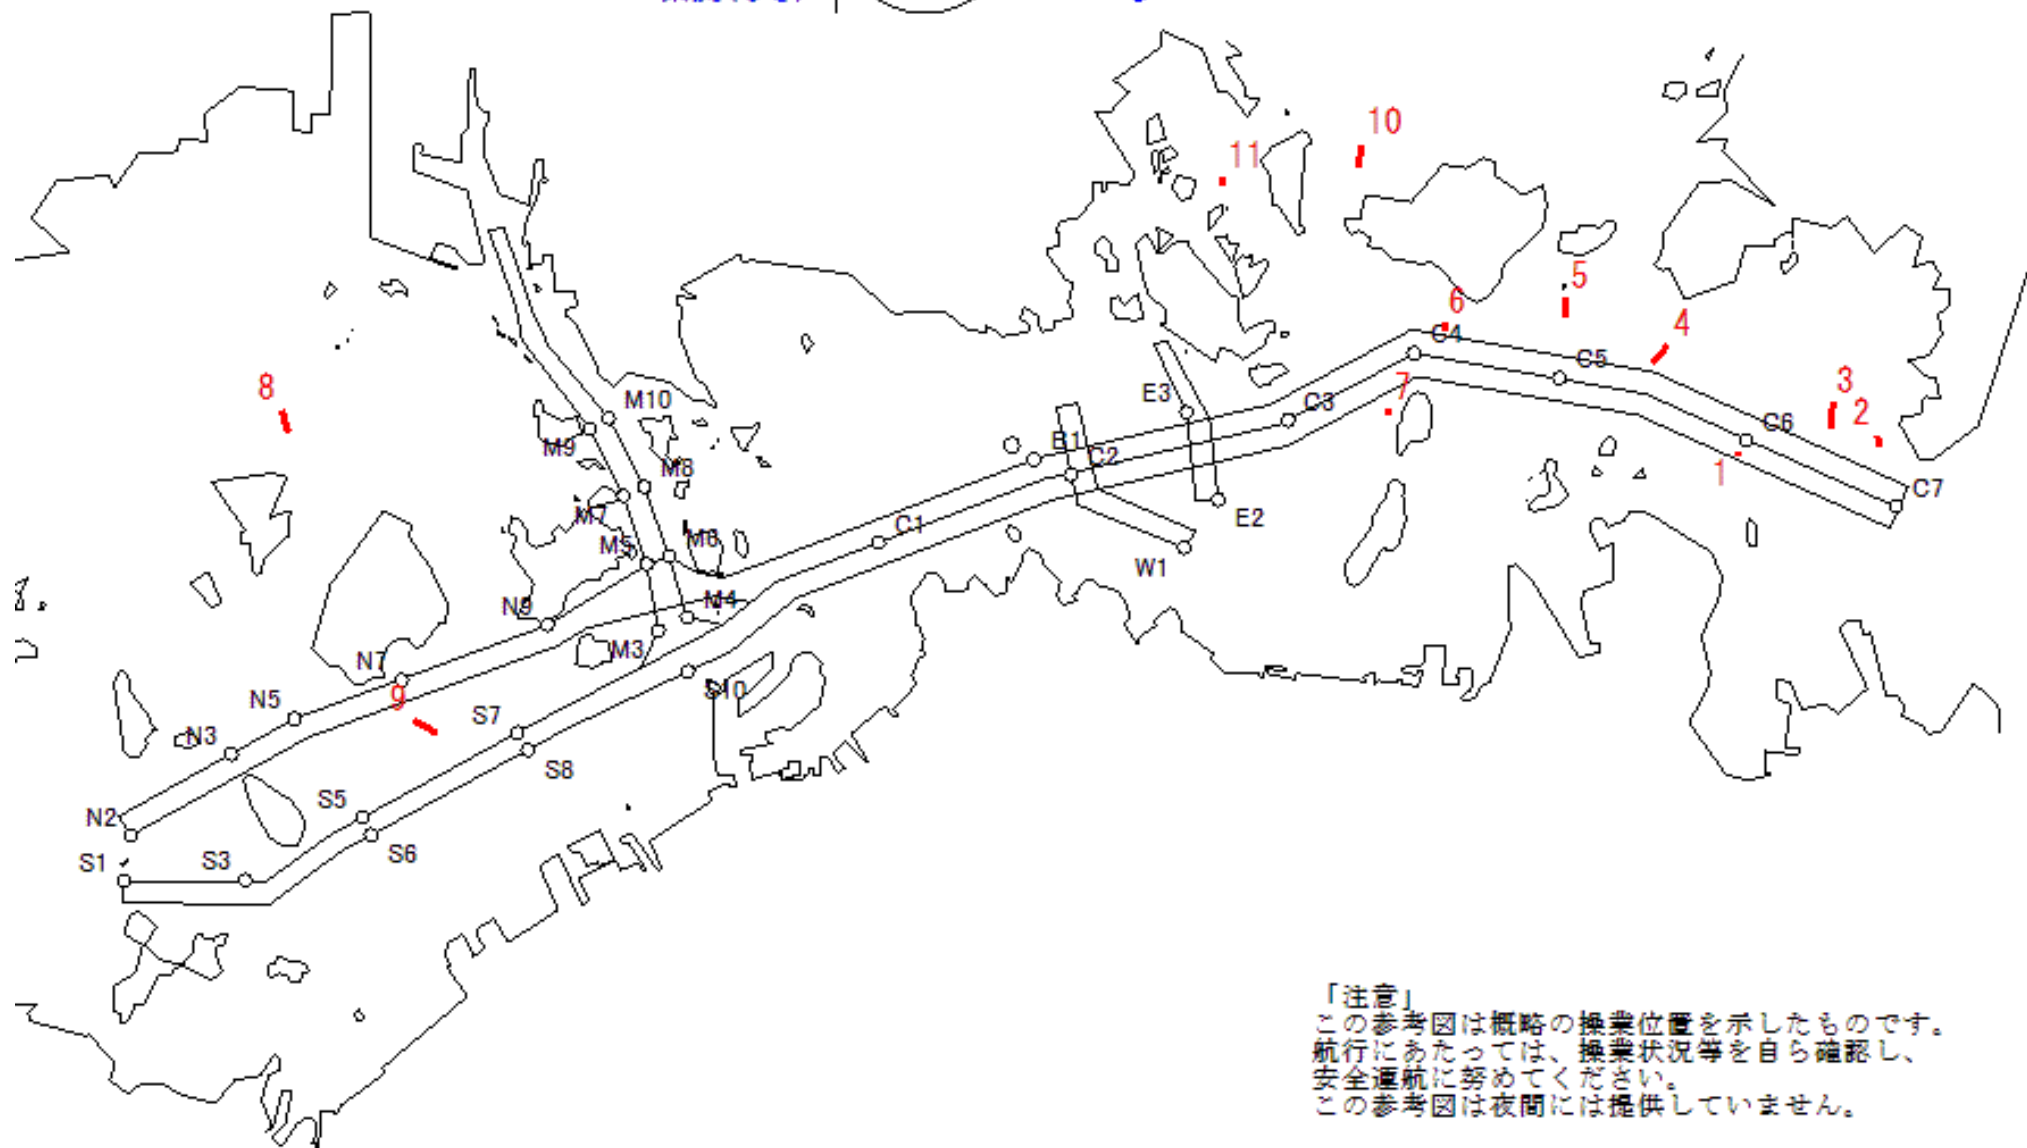 10
11
5
6
4
C4
C5
8
3
7
E3
M10
2
C3
C6
B1
M9
C2
M8
1
C7
M7
E2
C1
M6
M5
W1
N9
M4
M3
N7
S10
9
N5
S7
N3
S8
S5
N2
S6
S3
S1
「注意」
この参考図は概略の操業位置を示したものです。
航行にあたっては、操業状況等を自ら確認し、
安全運航に努めてください。
この参考図は夜間には提供していません。